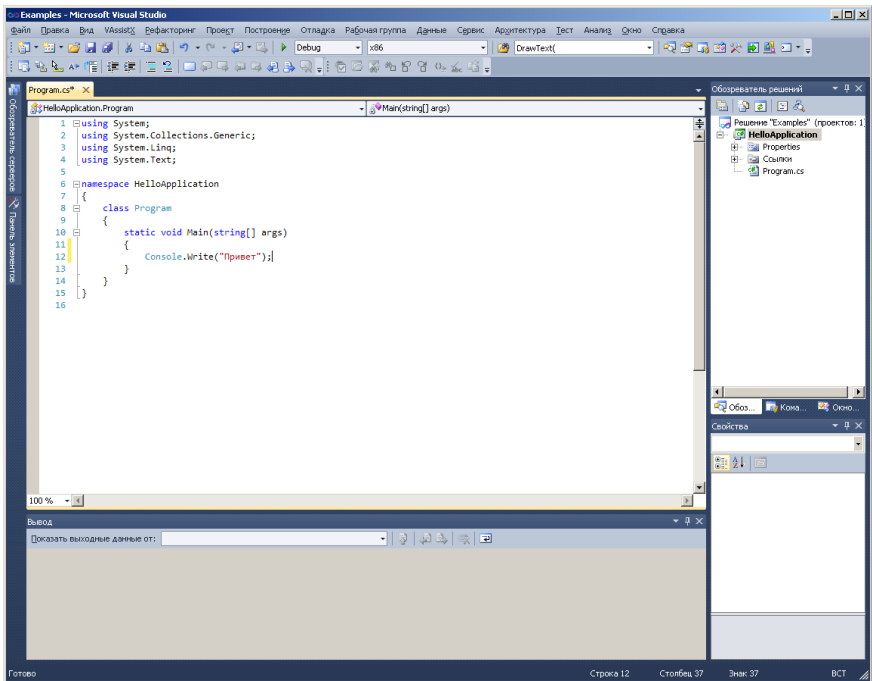 Examples - Microsoft Visual Studio
Файл Правка Вид VAssistX Рефакторинг Проект Построение Отладка Рабочая группа Данные Сервис Архитектура Тест Анализ Окно Справка
Debug x86 DrawText(
Program.cs*
HelloApplication.Program Main(string[] args)
1 using System;
2 using System.Collections.Generic;
3 using System.Linq;
4 using System.Text;
5
6 namespace HelloApplication
7 {
8 class Program
9 {
10 static void Main(string[] args)
11 {
12 Console.Write("Привет");
13 }
14 }
15 }
16
100 %
Обозреватель серверов
Панель элементов
Обозреватель решений
Решение "Examples" (проектов: 1
HelloApplication
Properties
Ссылки
Program.cs
Обоз... Кома... Окно...
Свойства
Вывод
Показать выходные данные от:
Готово Строка 12 Столбец 37 Знак 37 ВСТ